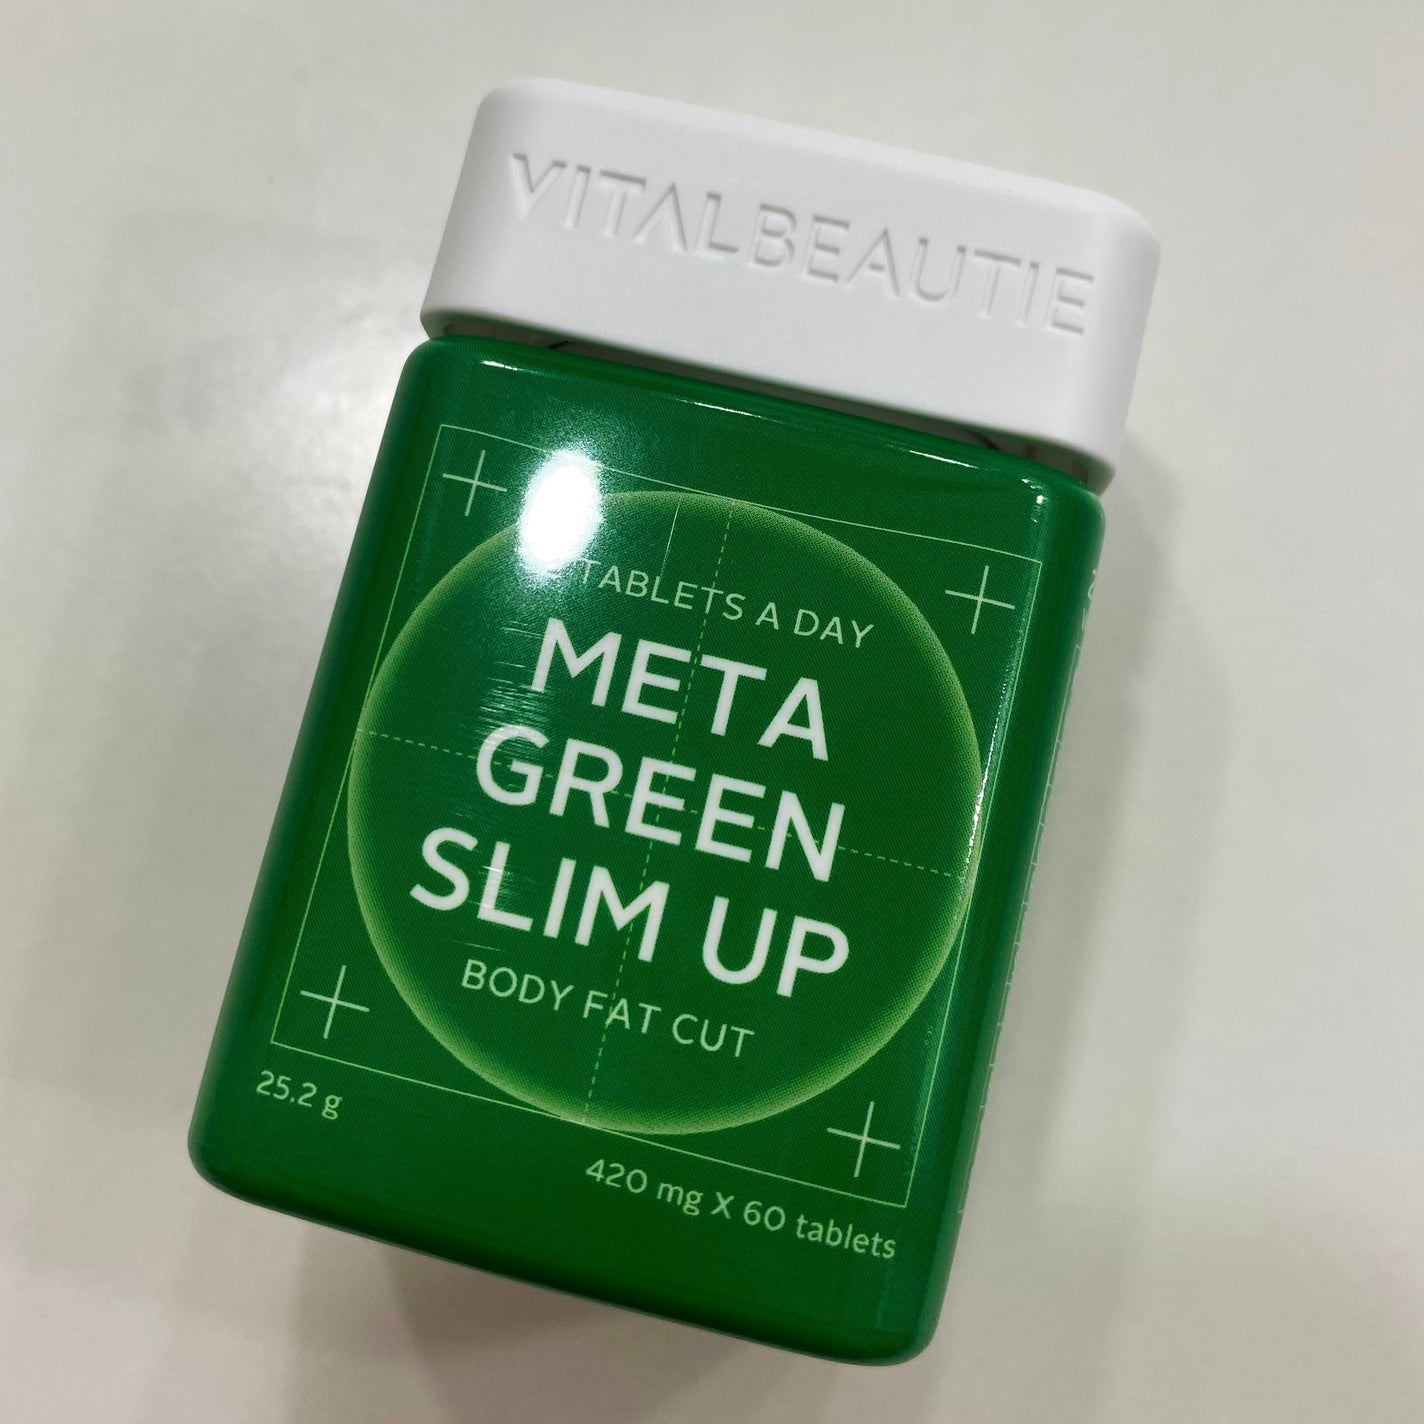 VITALBEAUTIE
TABLETS A DAY
META
GREEN
SLIM UP
BODY FAT CUT
25.2 g
420 mg X 60 tablets